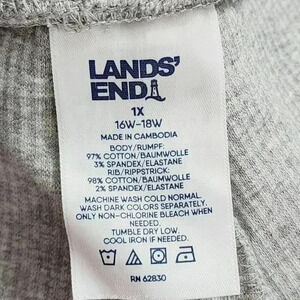 LANDS'
END
1X
16W-18W
MADE IN CAMBODIA
BODY/RUMPF:
97% COTTON/BAUMWOLLE
3% SPANDEX/ELASTANE
RIB/RIPPSTRICK:
98% COTTON/BAUMWOLLE
2% SPANDEX/ELASTANE
MACHINE WASH COLD NORMAL.
WASH DARK COLORS SEPARATELY.
ONLY NON-CHLORINE BLEACH WHEN
NEEDED.
TUMBLE DRY LOW.
COOL IRON IF NEEDED.
RN 62830